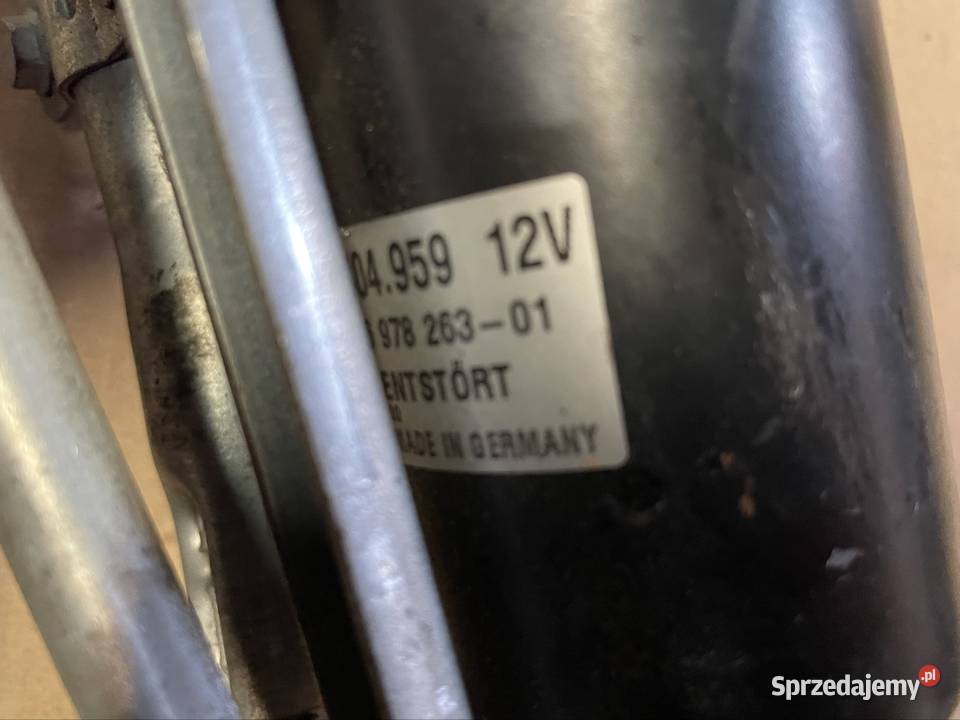 04.959 12V
978 263-01
ENTSTÖRT
MADE IN GERMANY
Sprzedajemy.pl